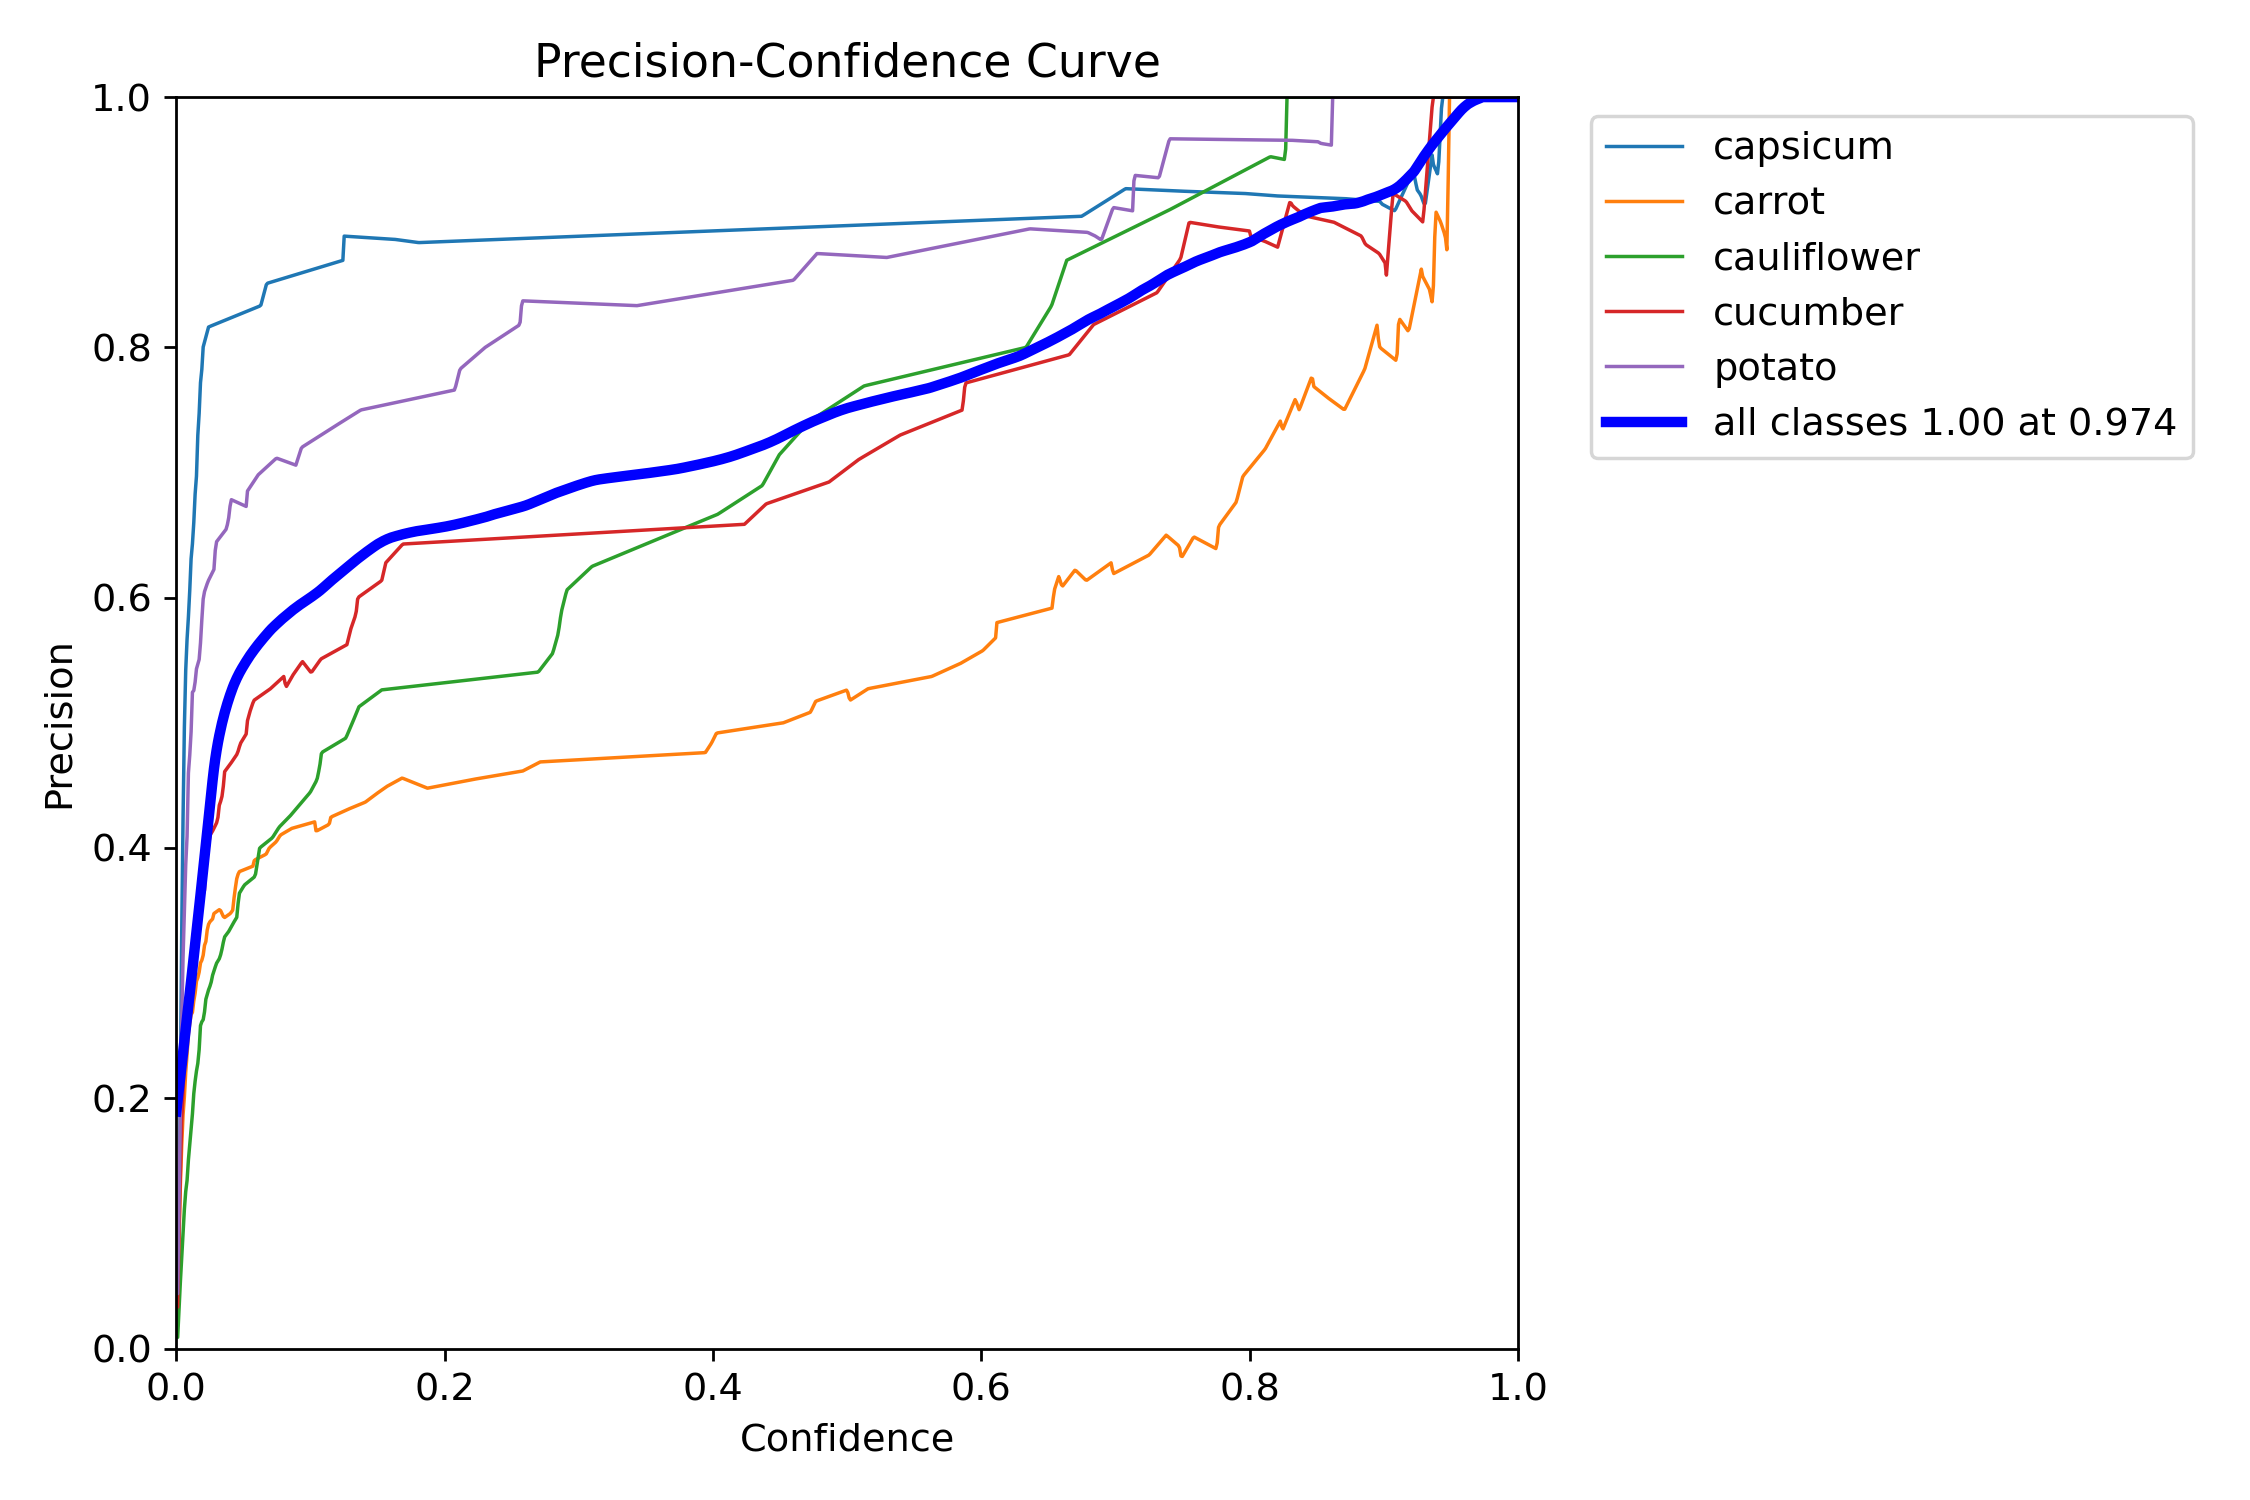 Precision-Confidence Curve
1.0
0.8
0.6
0.4
0.2
0.0
Precision
0.0 0.2 0.4 0.6 0.8 1.0
Confidence
capsicum
carrot
cauliflower
cucumber
potato
all classes 1.00 at 0.974